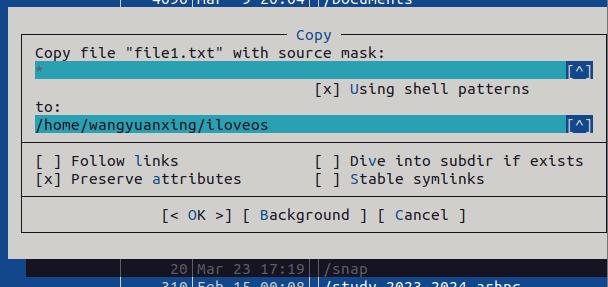 4096 Mar 9 20:04 /Documents
Copy
Copy file "file1.txt" with source mask:
* [^]
[x] Using shell patterns
to:
/home/wangyuanxing/iloveos [^]
[ ] Follow links [ ] Dive into subdir if exists
[x] Preserve attributes [ ] Stable symlinks
[< OK >] [ Background ] [ Cancel ]
20 Mar 23 17:19 /snap
310 Feb 15 00:08 /study